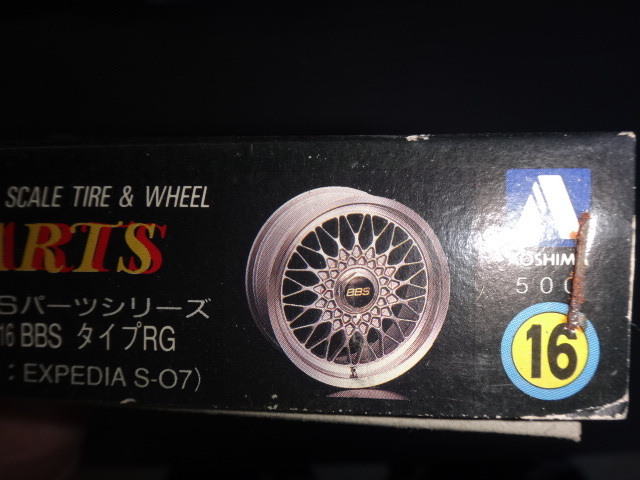 SCALE TIRE & WHEEL
ARTS
Sパーツシリーズ
16 BBS タイプRG
: EXPEDIA S-07)
BBS
AOSHIMA
500
16